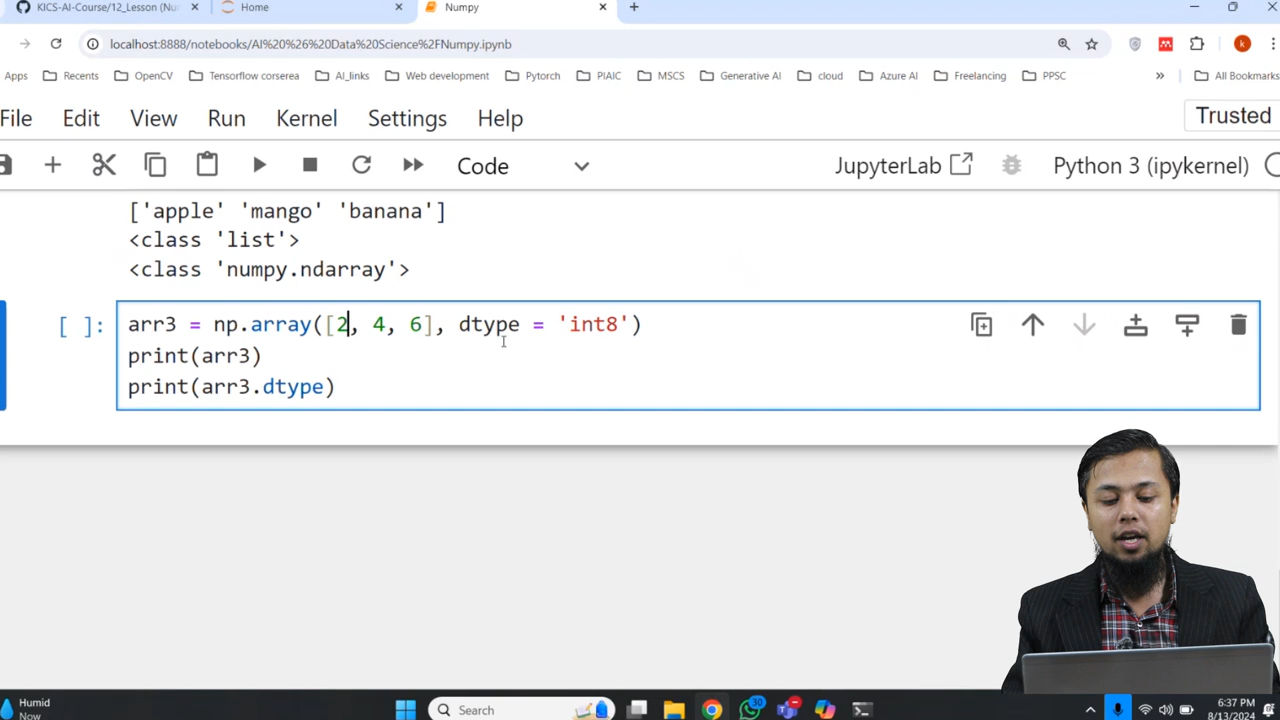 KICS-AI-Course/12_Lesson (Nu
Home
Numpy
localhost:8888/notebooks/AI%20%26%20Data%20Science%2FNumpy.ipynb
k
Apps
Recents
OpenCV
Tensorflow corserea
AI_links
Web development
Pytorch
PIAIC
MSCS
Generative AI
cloud
Azure AI
Freelancing
PPSC
»
All Bookmarks
File
Edit
View
Run
Kernel
Settings
Help
Trusted
Code
JupyterLab
Python 3 (ipykernel)
['apple' 'mango' 'banana']
<class 'list'>
<class 'numpy.ndarray'>
[ ]:
arr3 = np.array([2, 4, 6], dtype = 'int8')
print(arr3)
print(arr3.dtype)
Humid
Now
Search
30
6:37 PM
8/13/2024